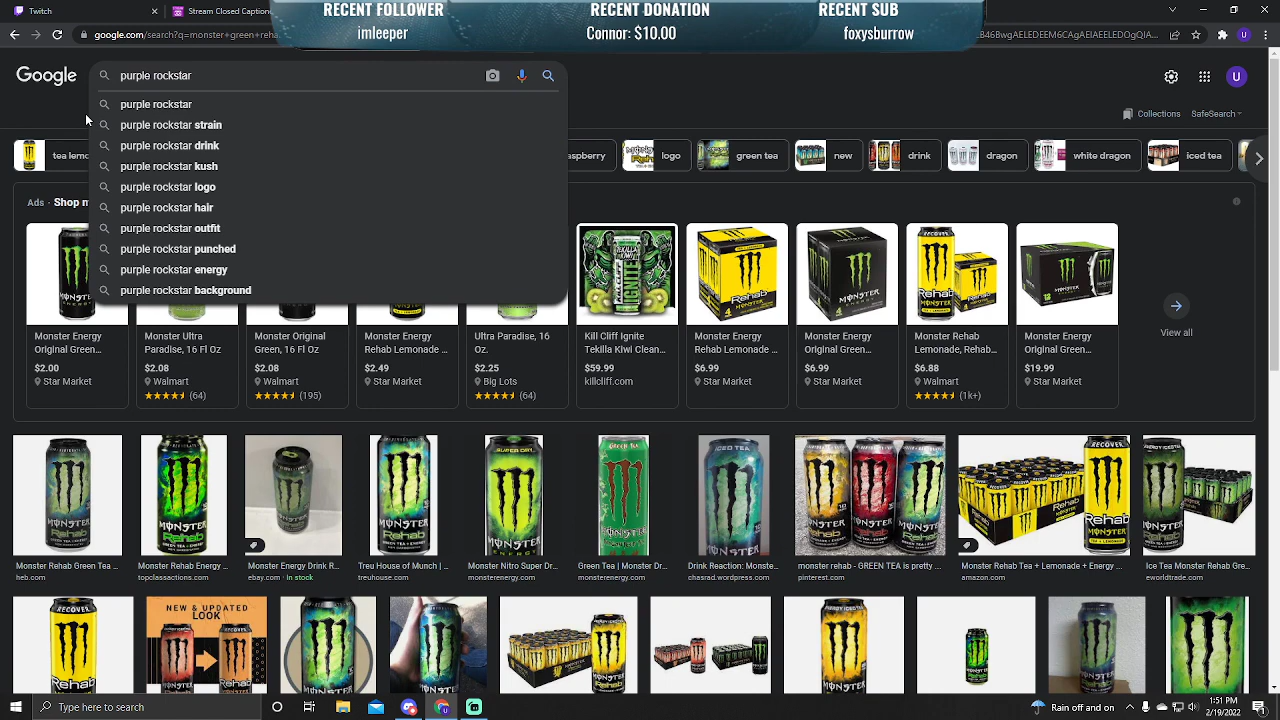 Twitch
Stream Closed Captione
RECENT FOLLOWER
imleeper
RECENT DONATION
Connor: $10.00
RECENT SUB
foxysburrow
google.com/search?q=monster+green+reha
Google
purple rockstar
purple rockstar
purple rockstar strain
purple rockstar drink
purple rockstar kush
purple rockstar logo
purple rockstar hair
purple rockstar outfit
purple rockstar punched
purple rockstar energy
purple rockstar background
Collections
SafeSearch
tea lemo
aspberry
logo
green tea
new
drink
dragon
white dragon
iced tea
Ads · Shop m
Monster Energy
Original Green...
$2.00
Star Market
Monster Ultra
Paradise, 16 Fl Oz
$2.08
Walmart
(64)
Monster Original
Green, 16 Fl Oz
$2.08
Walmart
(195)
Monster Energy
Rehab Lemonade ...
$2.49
Star Market
Ultra Paradise, 16
Oz.
$2.25
Big Lots
(64)
Kill Cliff Ignite
Tekilla Kiwi Clean...
$59.99
killcliff.com
Monster Energy
Rehab Lemonade ...
$6.99
Star Market
Monster Energy
Original Green...
$6.99
Star Market
Monster Rehab
Lemonade, Rehab...
$6.88
Walmart
(1k+)
Monster Energy
Original Green...
$19.99
Star Market
View all
Monster Rehab Green Tea ...
heb.com
Monster Rehab Energy ...
topclassactions.com
Monster Energy Drink R...
ebay.com · In stock
Treu House of Munch | ...
treuhouse.com
Monster Nitro Super Dr...
monsterenergy.com
Green Tea | Monster Dr...
monsterenergy.com
Drink Reaction: Monste...
chasrad.wordpress.com
monster rehab - GREEN TEA is pretty ...
pinterest.com
Monster Rehab Tea + Lemonade + Energy ...
amazon.com
Ice Tea Monster Rehab Gre...
eworldtrade.com
NEW & UPDATED
LOOK
Type here to search
Rain off and on
1:51 PM
2/19/2022